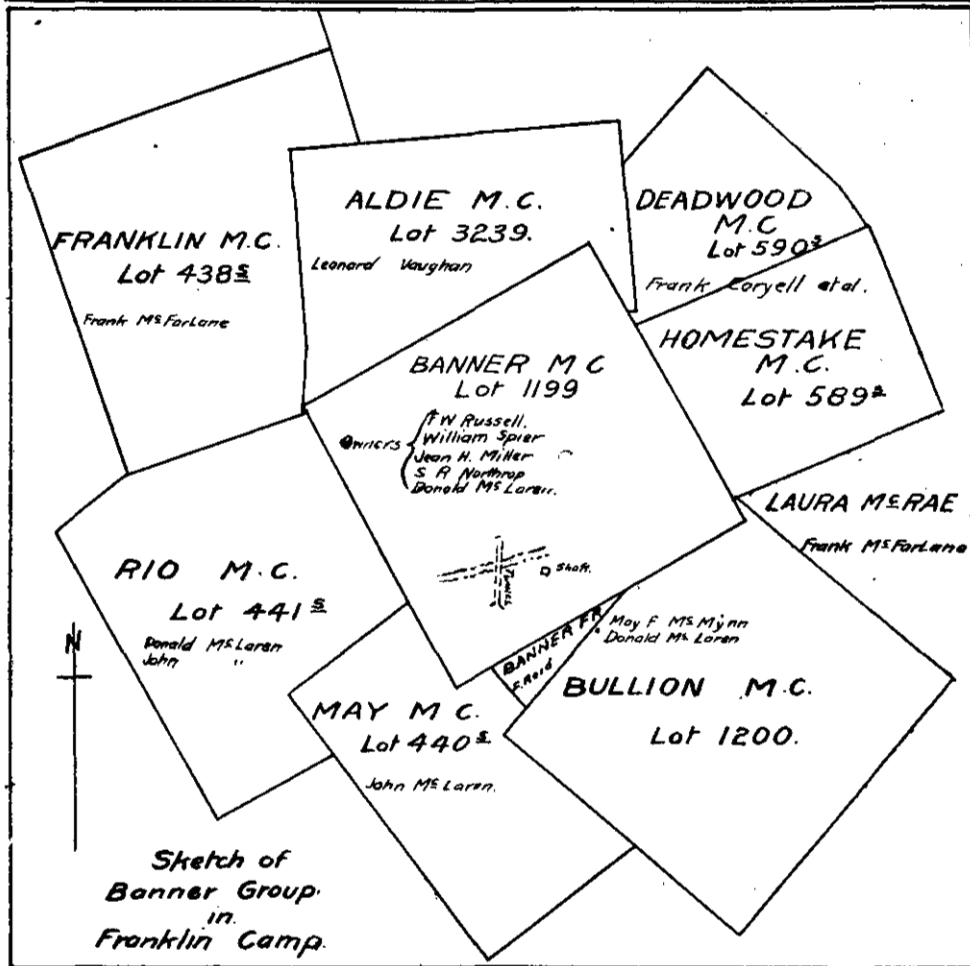 FRANKLIN M.C.
Lot 438s
Frank McFarlane
ALDIE M.C.
Lot 3239.
Leonard Vaughan
DEADWOOD
M.C
Lot 590s
Frank Coryell et al.
HOMESTAKE
M.C.
Lot 589s
BANNER M C
Lot 1199
Owners
W Russell.
William Spier
Jean H. Miller
S R Northrop
Donald McLaren.
Shaft.
LAURA McRAE
Frank McFarlane
RIO M.C.
Lot 441s
Donald McLaren
John "
N
BANNER FR.
F. Reid
May F McMynn
Donald McLaren
BULLION M.C.
Lot 1200.
MAY M C.
Lot 440s
John McLaren.
Sketch of
Banner Group.
in.
Franklin Camp.